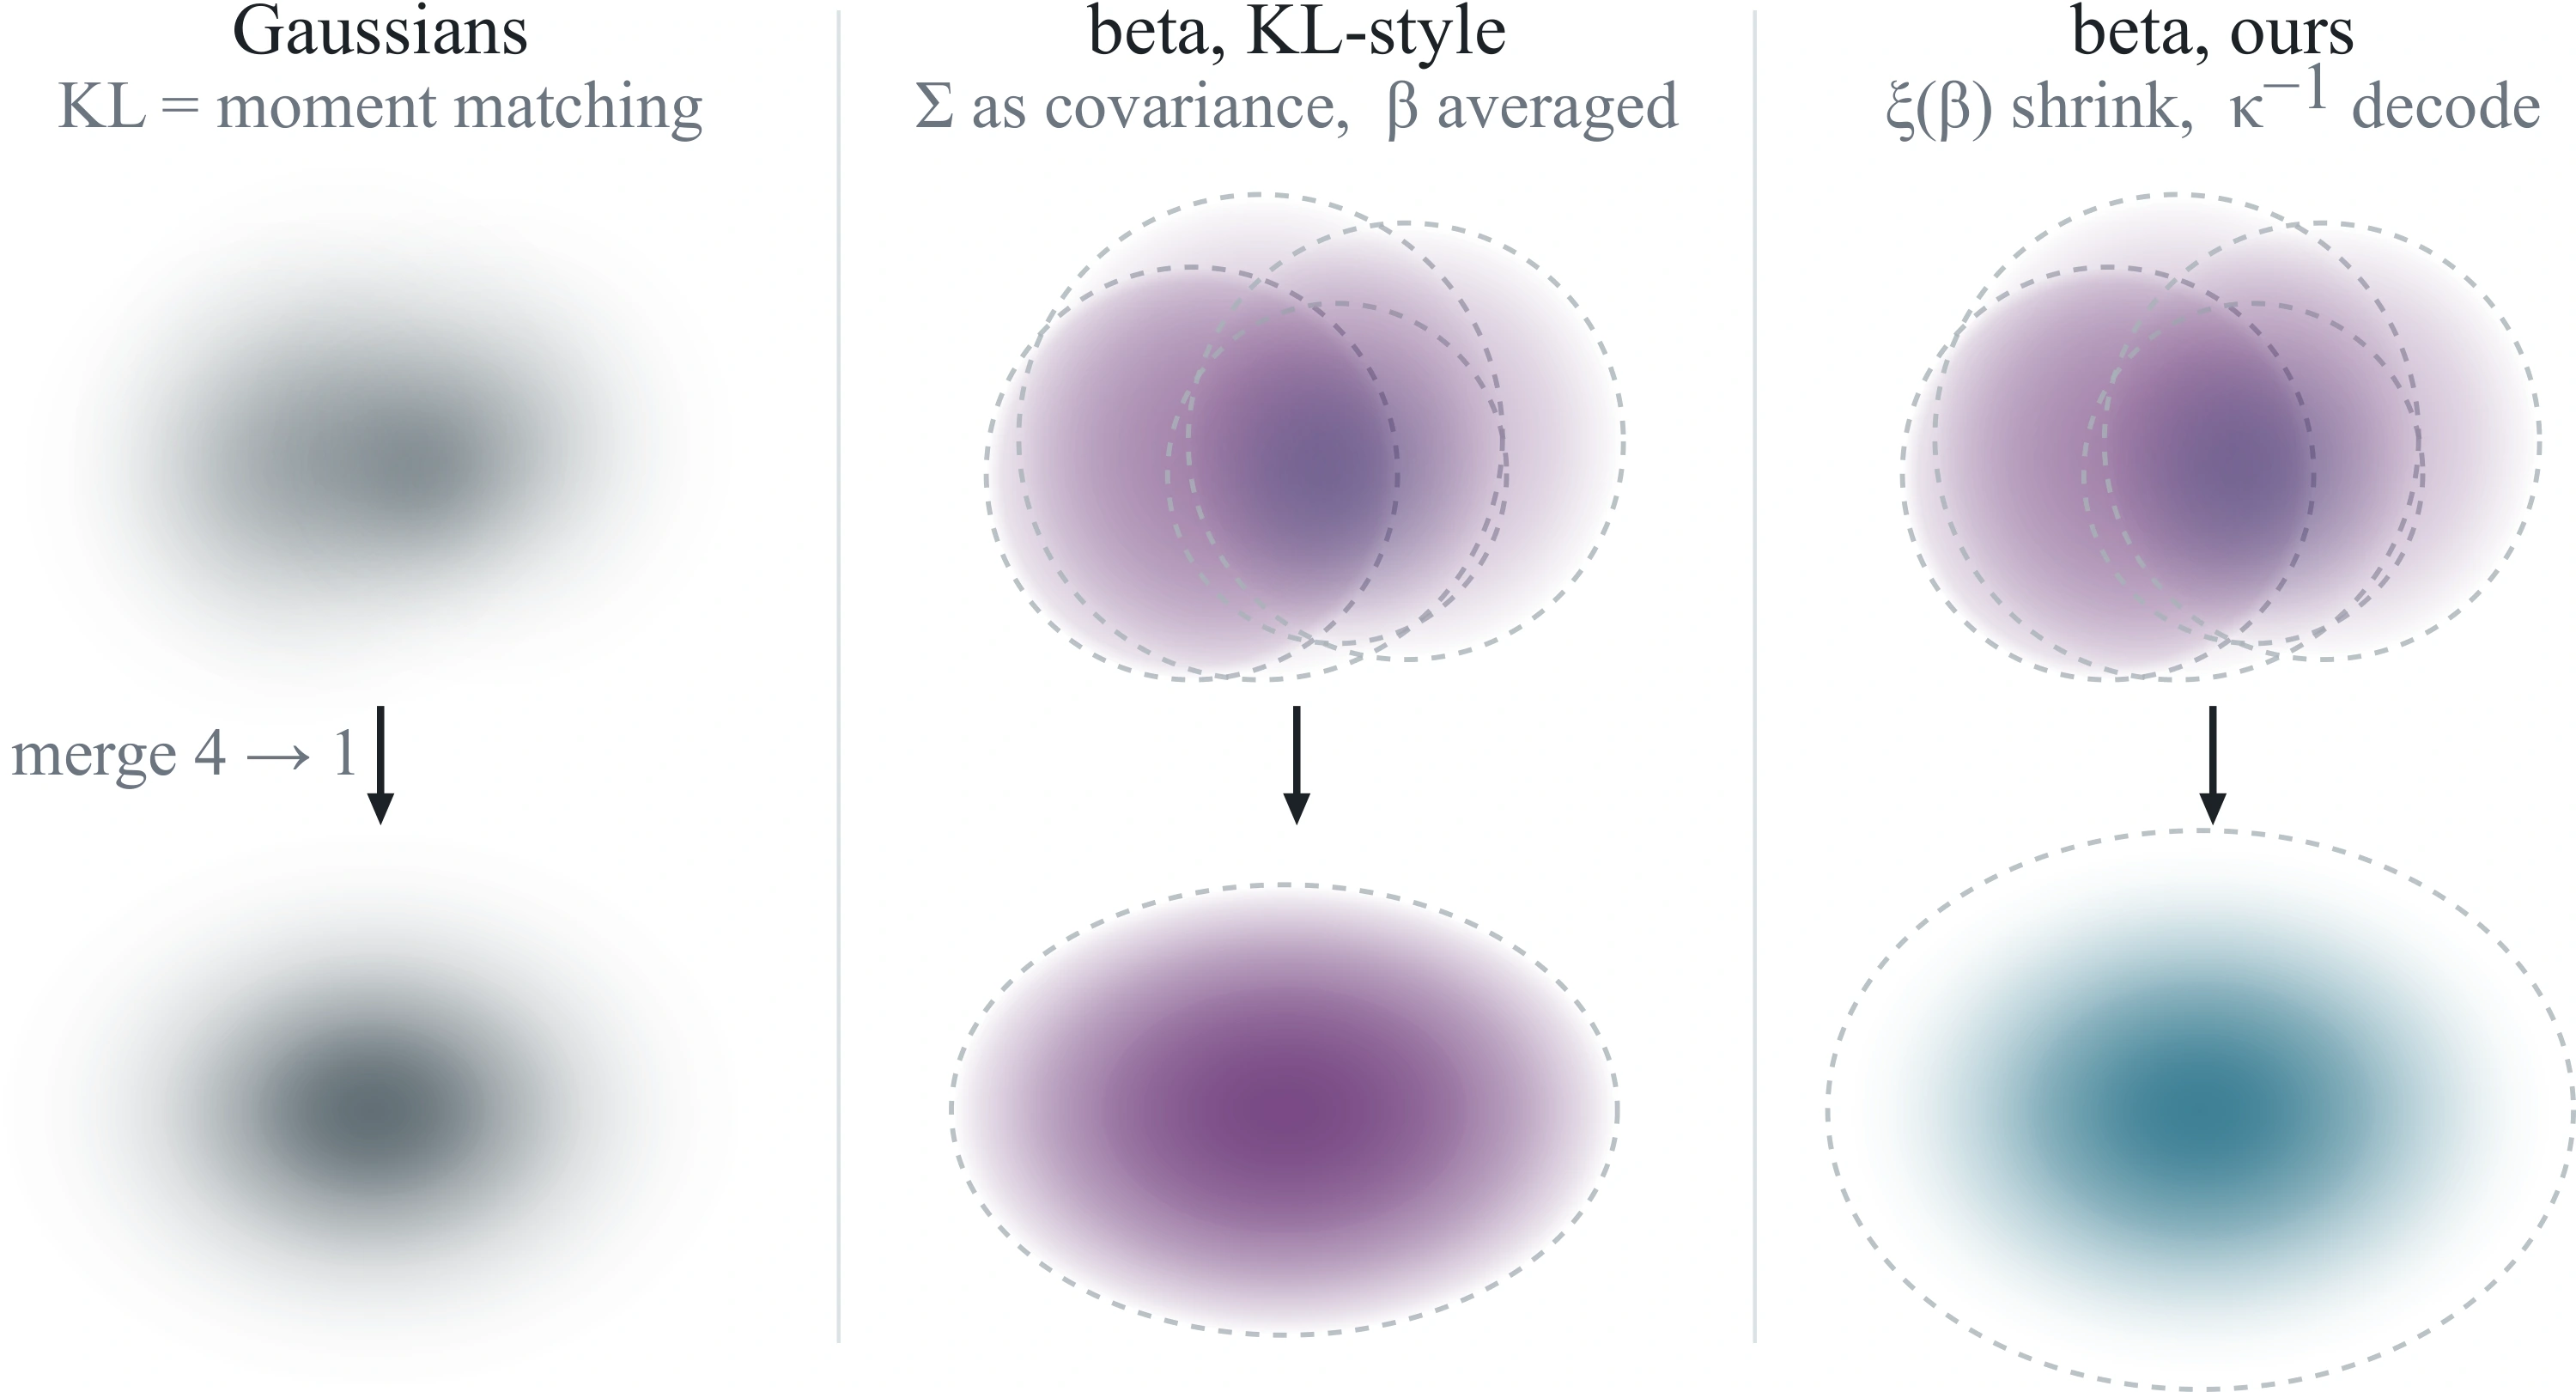 Gaussians
KL = moment matching
beta, KL-style
Σ as covariance, β averaged
beta, ours
ξ(β) shrink, κ⁻¹ decode
merge 4 → 1